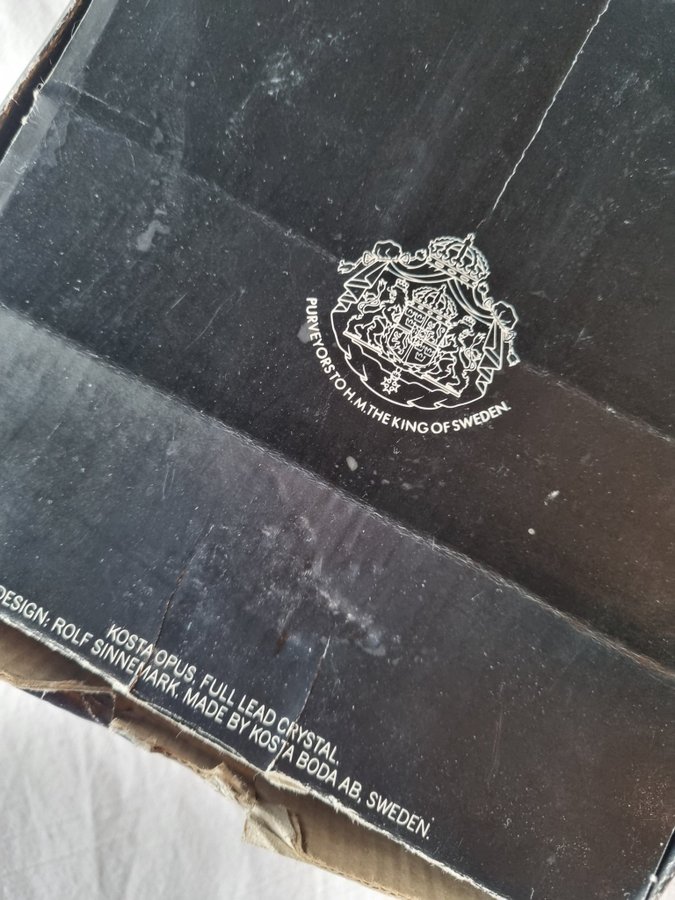 PURVEYORS TO H.M. THE KING OF SWEDEN.
KOSTA OPUS. FULL LEAD CRYSTAL.
DESIGN: ROLF SINNEMARK. MADE BY KOSTA BODA AB, SWEDEN.